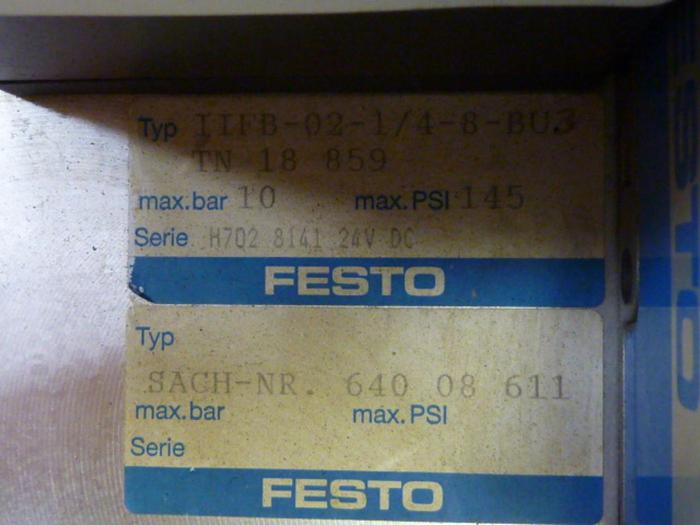 Typ IIFB-02-1/4-8-BU3
TN 18 859
max.bar 10 max.PSI 145
Serie H702 8141 24V DC
FESTO
Typ
SACH-NR. 640 08 611
max.bar max.PSI
Serie
FESTO
FESTO